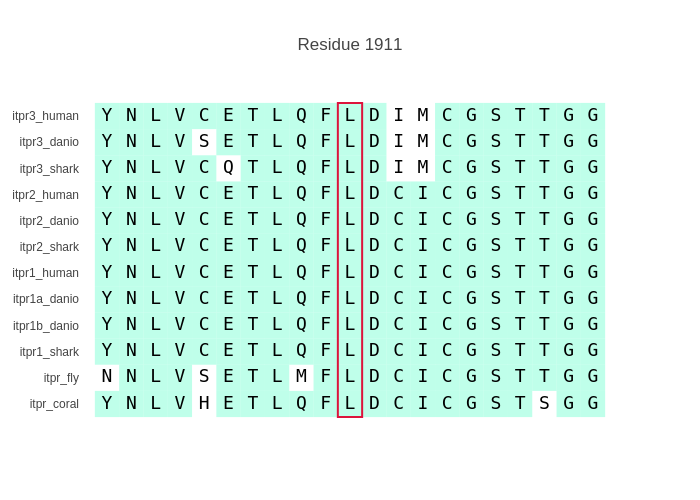 Residue 1911
itpr3_human Y N L V C E T L Q F L D I M C G S T T G G
itpr3_danio Y N L V S E T L Q F L D I M C G S T T G G
itpr3_shark Y N L V C Q T L Q F L D I M C G S T T G G
itpr2_human Y N L V C E T L Q F L D C I C G S T T G G
itpr2_danio Y N L V C E T L Q F L D C I C G S T T G G
itpr2_shark Y N L V C E T L Q F L D C I C G S T T G G
itpr1_human Y N L V C E T L Q F L D C I C G S T T G G
itpr1a_danio Y N L V C E T L Q F L D C I C G S T T G G
itpr1b_danio Y N L V C E T L Q F L D C I C G S T T G G
itpr1_shark Y N L V C E T L Q F L D C I C G S T T G G
itpr_fly N N L V S E T L M F L D C I C G S T T G G
itpr_coral Y N L V H E T L Q F L D C I C G S T S G G